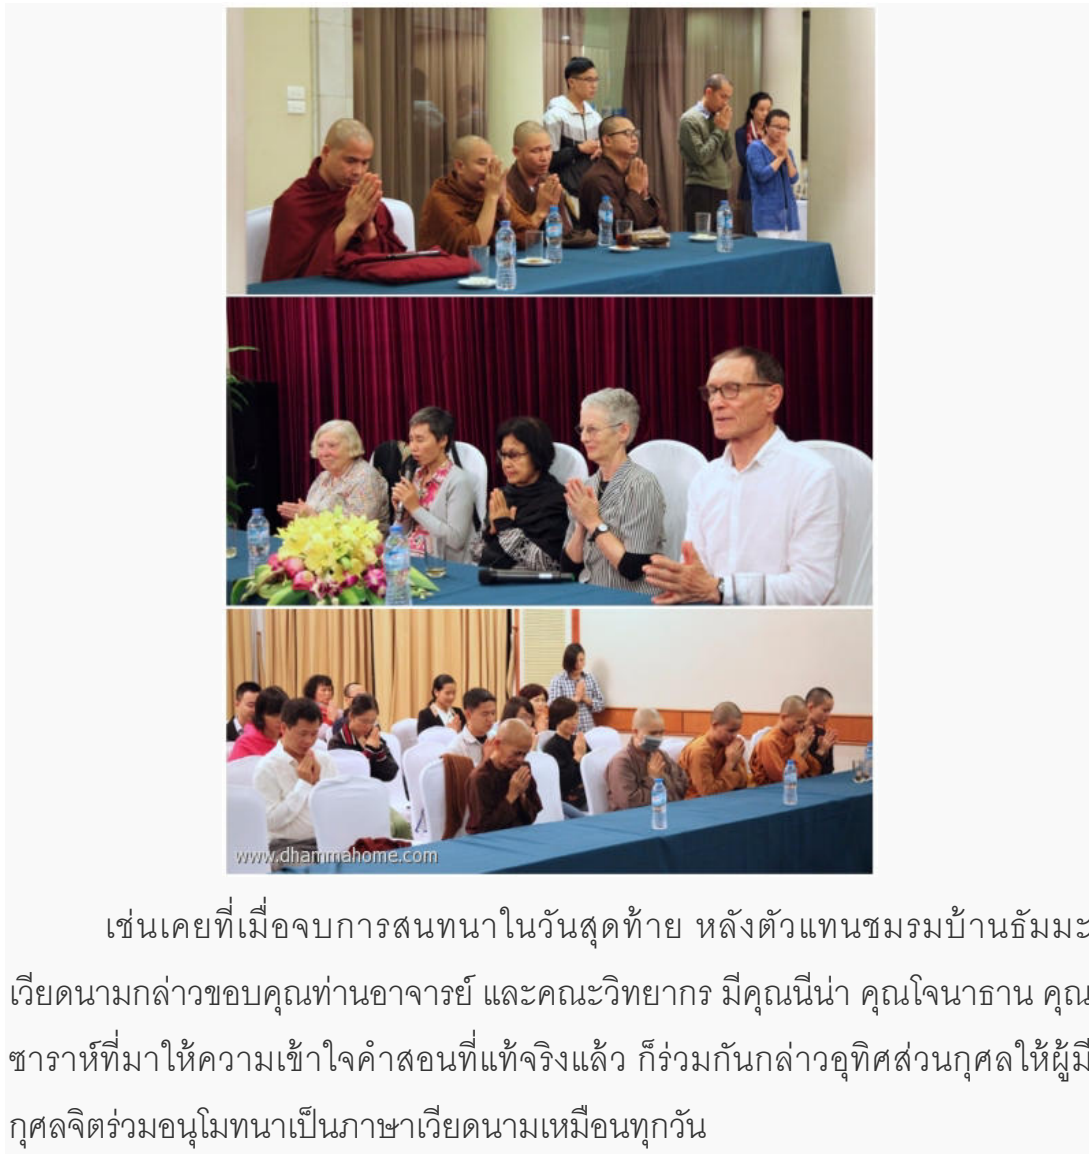 www.dhammahome.com
เช่นเคยที่เมื่อจบการสนทนาในวันสุดท้าย หลังตัวแทนชมรมบ้านธัมมะ
เวียดนามกล่าวขอบคุณท่านอาจารย์ และคณะวิทยากร มีคุณนีน่า คุณโจนาธาน คุณ
ซาราห์ที่มาให้ความเข้าใจคำสอนที่แท้จริงแล้ว ก็ร่วมกันกล่าวอุทิศส่วนกุศลให้ผู้มี
กุศลจิตร่วมอนุโมทนาเป็นภาษาเวียดนามเหมือนทุกวัน